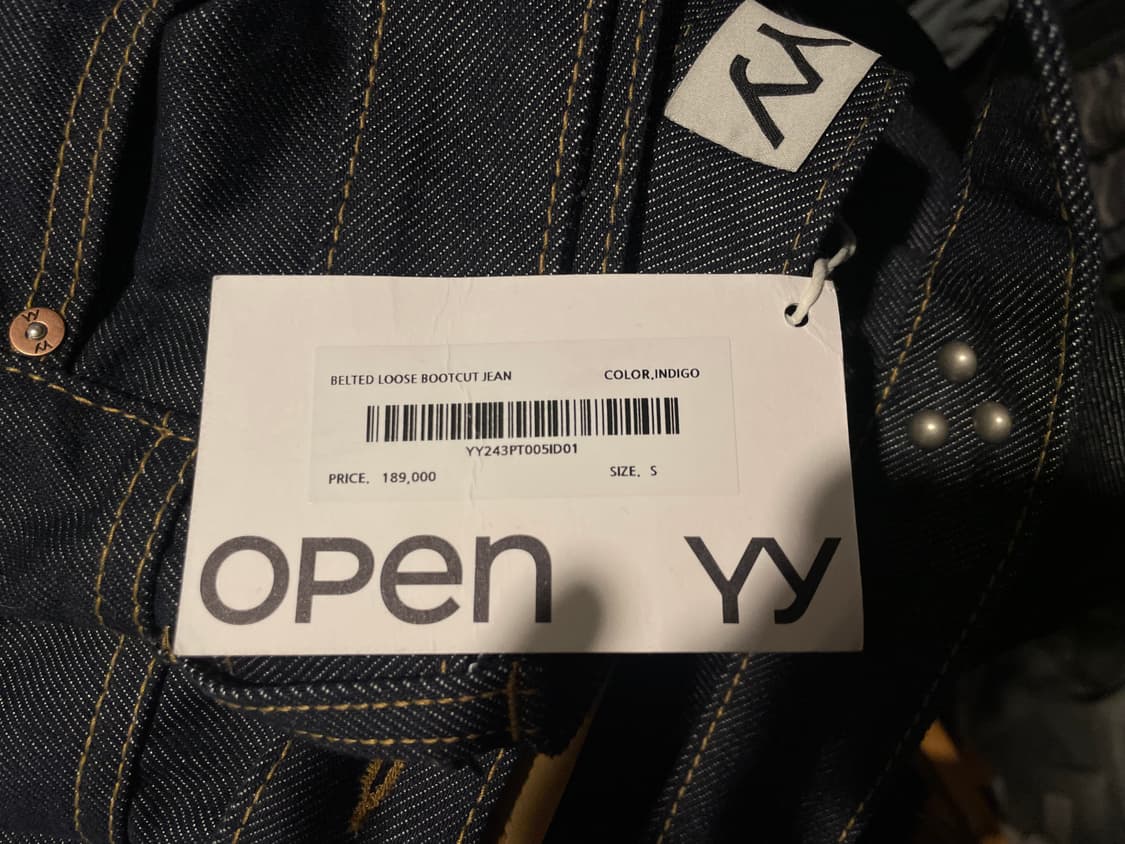 YY
BELTED LOOSE BOOTCUT JEAN COLOR,INDIGO
YY243PT005ID01
PRICE. 189,000 SIZE. S
OPEN YY